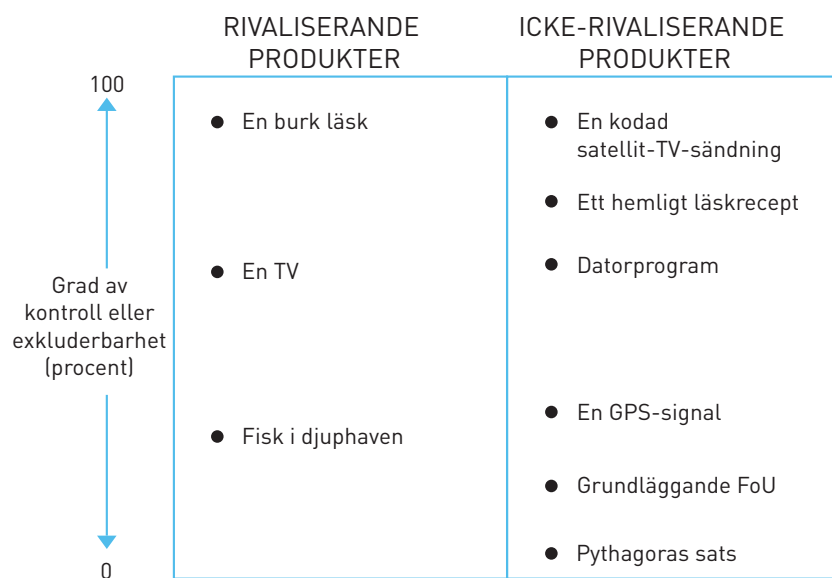 RIVALISERANDE
PRODUKTER
ICKE-RIVALISERANDE
PRODUKTER
100
Grad av
kontroll eller
exkluderbarhet
(procent)
0
En burk läsk
En TV
Fisk i djuphaven
En kodad
satellit-TV-sändning
Ett hemligt läskrecept
Datorprogram
En GPS-signal
Grundläggande FoU
Pythagoras sats